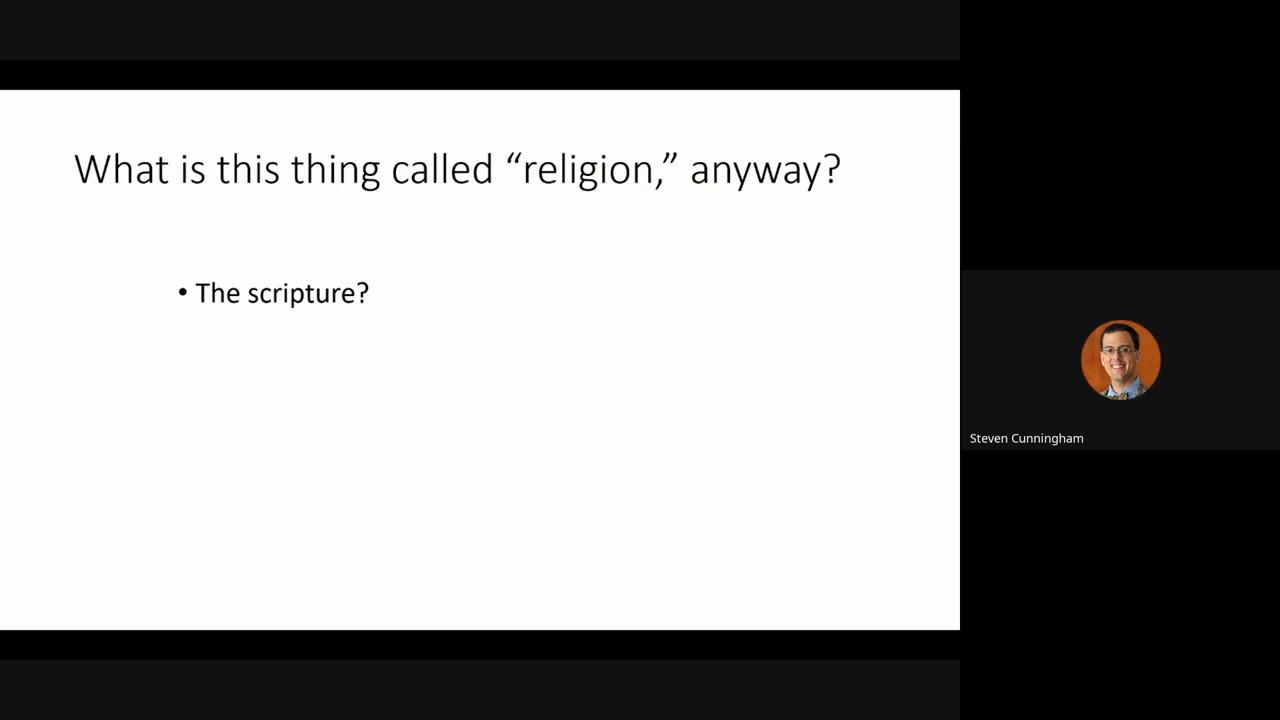 What is this thing called “religion,” anyway?
• The scripture?
Steven Cunningham